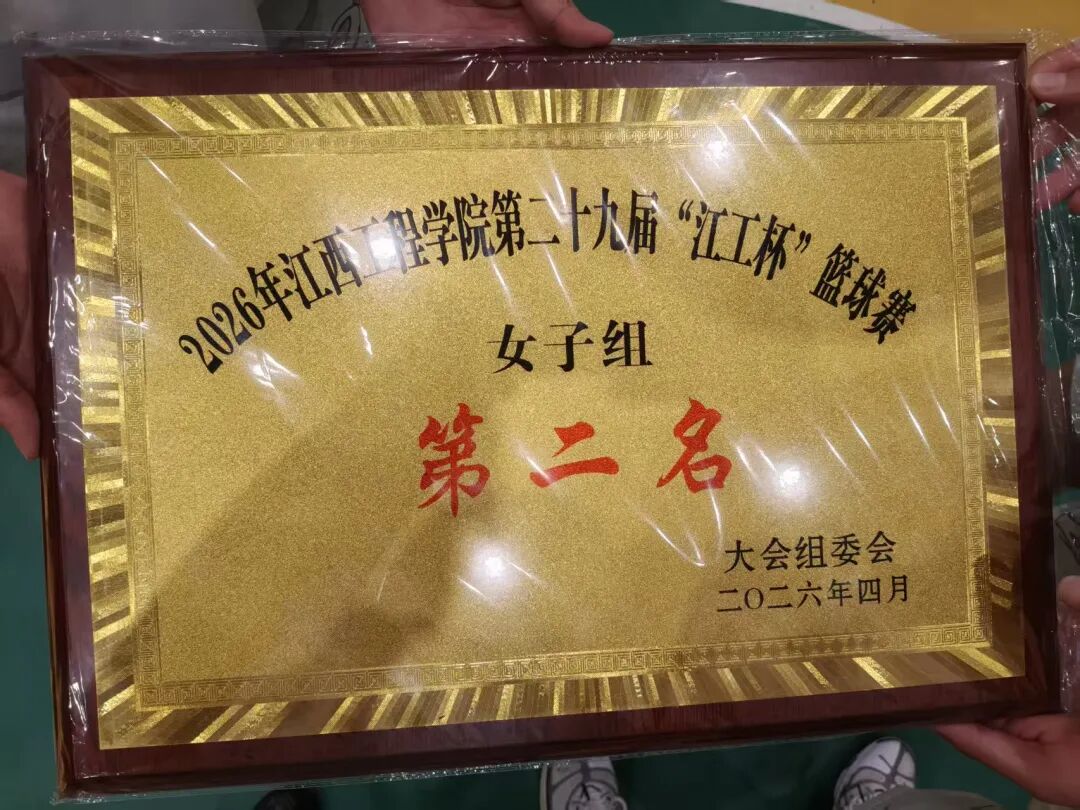 2026年江西工程学院第二十九届“江工杯”篮球赛
女子组
第二名
大会组委会
二〇二六年四月